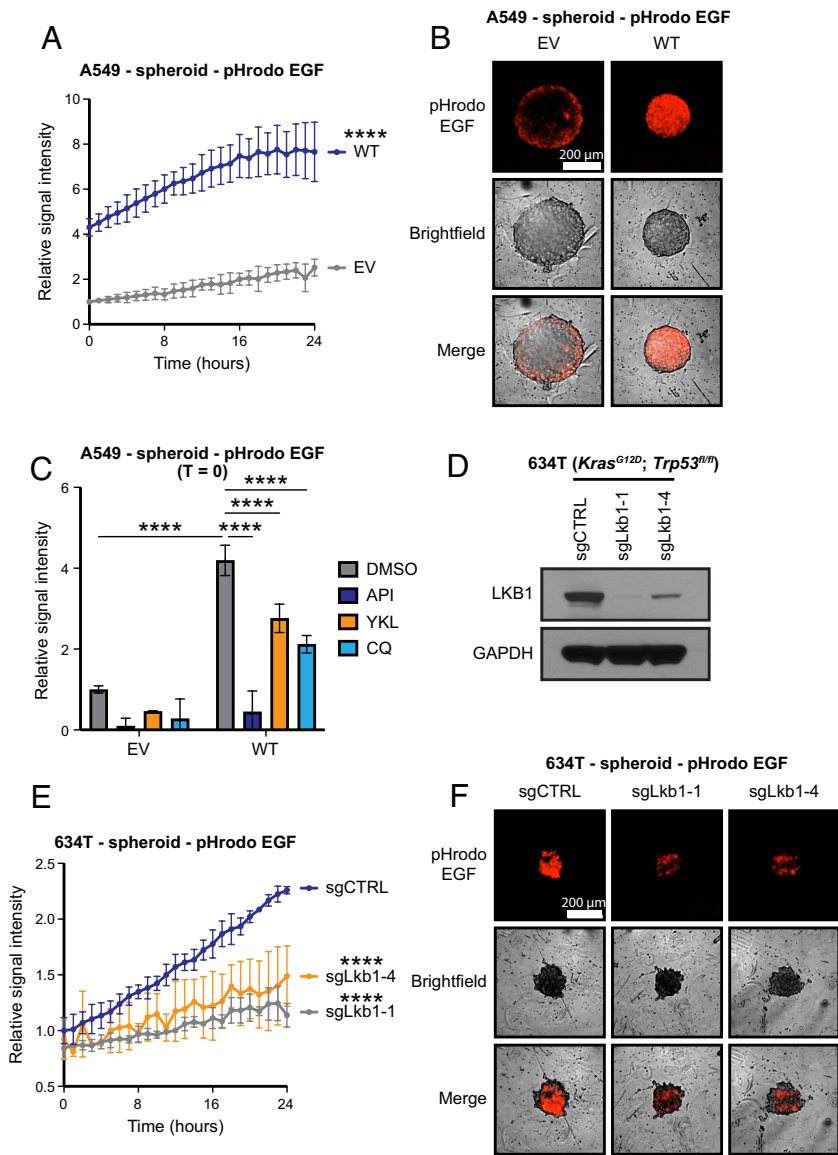 A
A549 - spheroid - pHrodo EGF
Relative signal intensity
10
8
6
4
2
0
0
8
16
24
Time (hours)
****
WT
EV
B
A549 - spheroid - pHrodo EGF
EV
WT
pHrodo
EGF
200 µm
Brightfield
Merge
C
A549 - spheroid - pHrodo EGF
(T = 0)
Relative signal intensity
6
4
2
0
****
****
****
****
EV
WT
DMSO
API
YKL
CQ
D
634T (Kras^G12D; Trp53^fl/fl)
sgCTRL
sgLkb1-1
sgLkb1-4
LKB1
GAPDH
E
634T - spheroid - pHrodo EGF
Relative signal intensity
2.5
2.0
1.5
1.0
0.5
0
8
16
24
Time (hours)
sgCTRL
****
sgLkb1-4
****
sgLkb1-1
F
634T - spheroid - pHrodo EGF
sgCTRL
sgLkb1-1
sgLkb1-4
pHrodo
EGF
200 µm
Brightfield
Merge